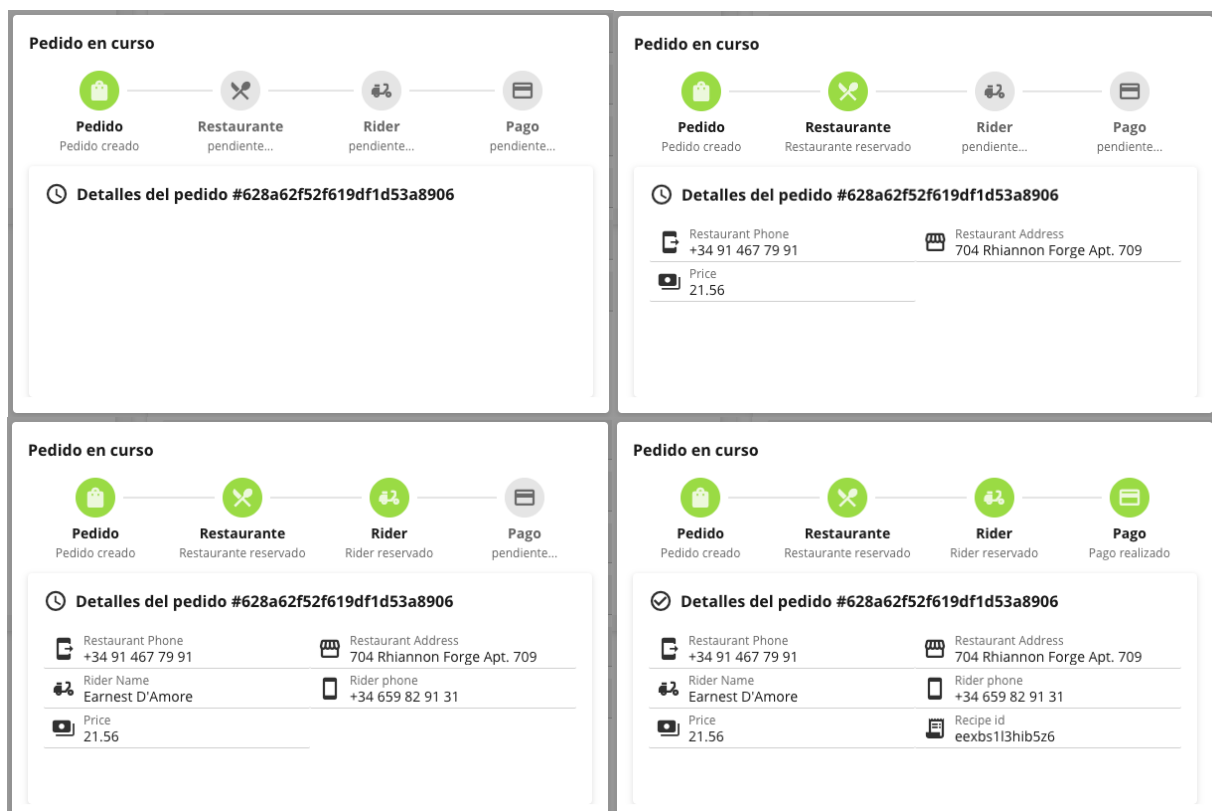 Pedido en curso
Pedido Restaurante Rider Pago
Pedido creado pendiente... pendiente... pendiente...
Detalles del pedido #628a62f52f619df1d53a8906
Pedido en curso
Pedido Restaurante Rider Pago
Pedido creado Restaurante reservado pendiente... pendiente...
Detalles del pedido #628a62f52f619df1d53a8906
Restaurant Phone Restaurant Address
+34 91 467 79 91 704 Rhiannon Forge Apt. 709
Price
21.56
Pedido en curso
Pedido Restaurante Rider Pago
Pedido creado Restaurante reservado Rider reservado pendiente...
Detalles del pedido #628a62f52f619df1d53a8906
Restaurant Phone Restaurant Address
+34 91 467 79 91 704 Rhiannon Forge Apt. 709
Rider Name Rider phone
Earnest D'Amore +34 659 82 91 31
Price
21.56
Pedido en curso
Pedido Restaurante Rider Pago
Pedido creado Restaurante reservado Rider reservado Pago realizado
Detalles del pedido #628a62f52f619df1d53a8906
Restaurant Phone Restaurant Address
+34 91 467 79 91 704 Rhiannon Forge Apt. 709
Rider Name Rider phone
Earnest D'Amore +34 659 82 91 31
Price Recipe id
21.56 eexbs1l3hib5z6